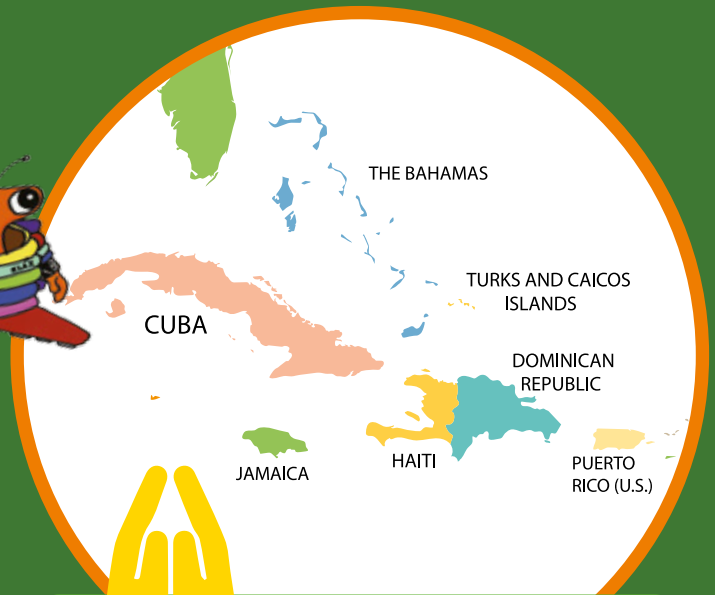 THE BAHAMAS
TURKS AND CAICOS
ISLANDS
CUBA
DOMINICAN
REPUBLIC
JAMAICA
HAITI
PUERTO
RICO (U.S.)